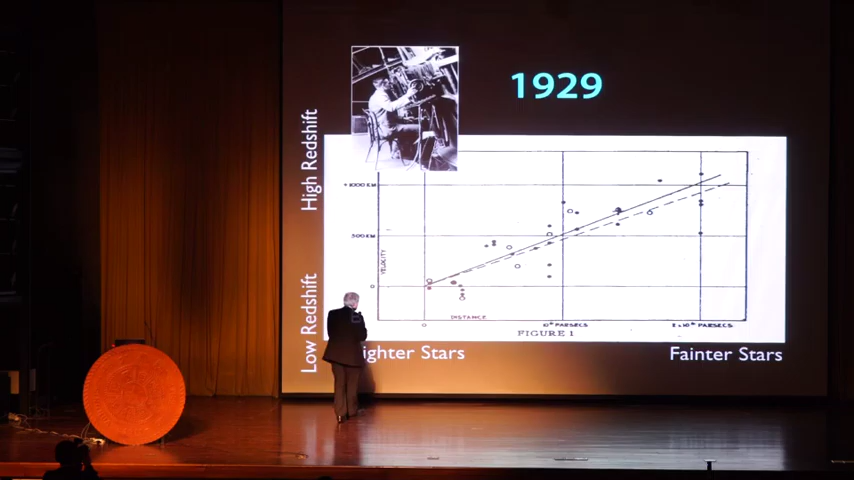 1929
High Redshift
Low Redshift
+1000 KM
500 KM
0
VELOCITY
0
DISTANCE
10⁶ PARSECS
2 x 10⁶ PARSECS
FIGURE 1
ighter Stars
Fainter Stars